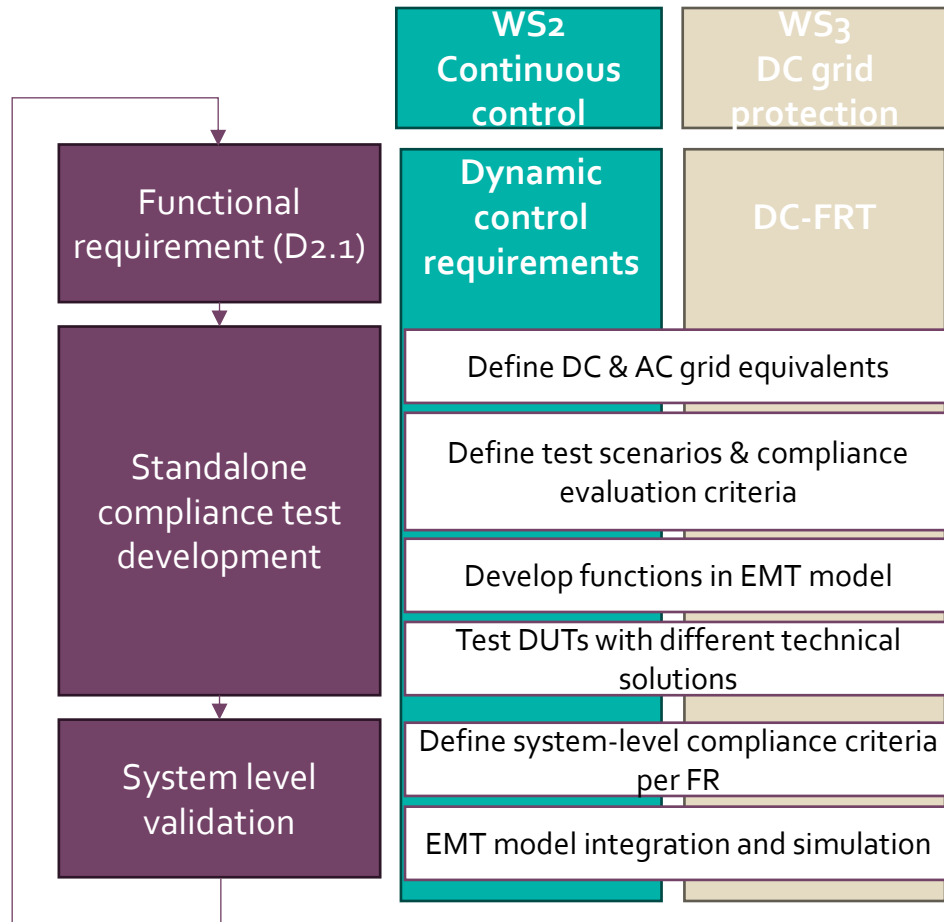 WS2
Continuous
control
WS3
DC grid
protection
Functional
requirement (D2.1)
Dynamic
control
requirements
DC-FRT
Standalone
compliance test
development
Define DC & AC grid equivalents
Define test scenarios & compliance
evaluation criteria
Develop functions in EMT model
Test DUTs with different technical
solutions
System level
validation
Define system-level compliance criteria
per FR
EMT model integration and simulation